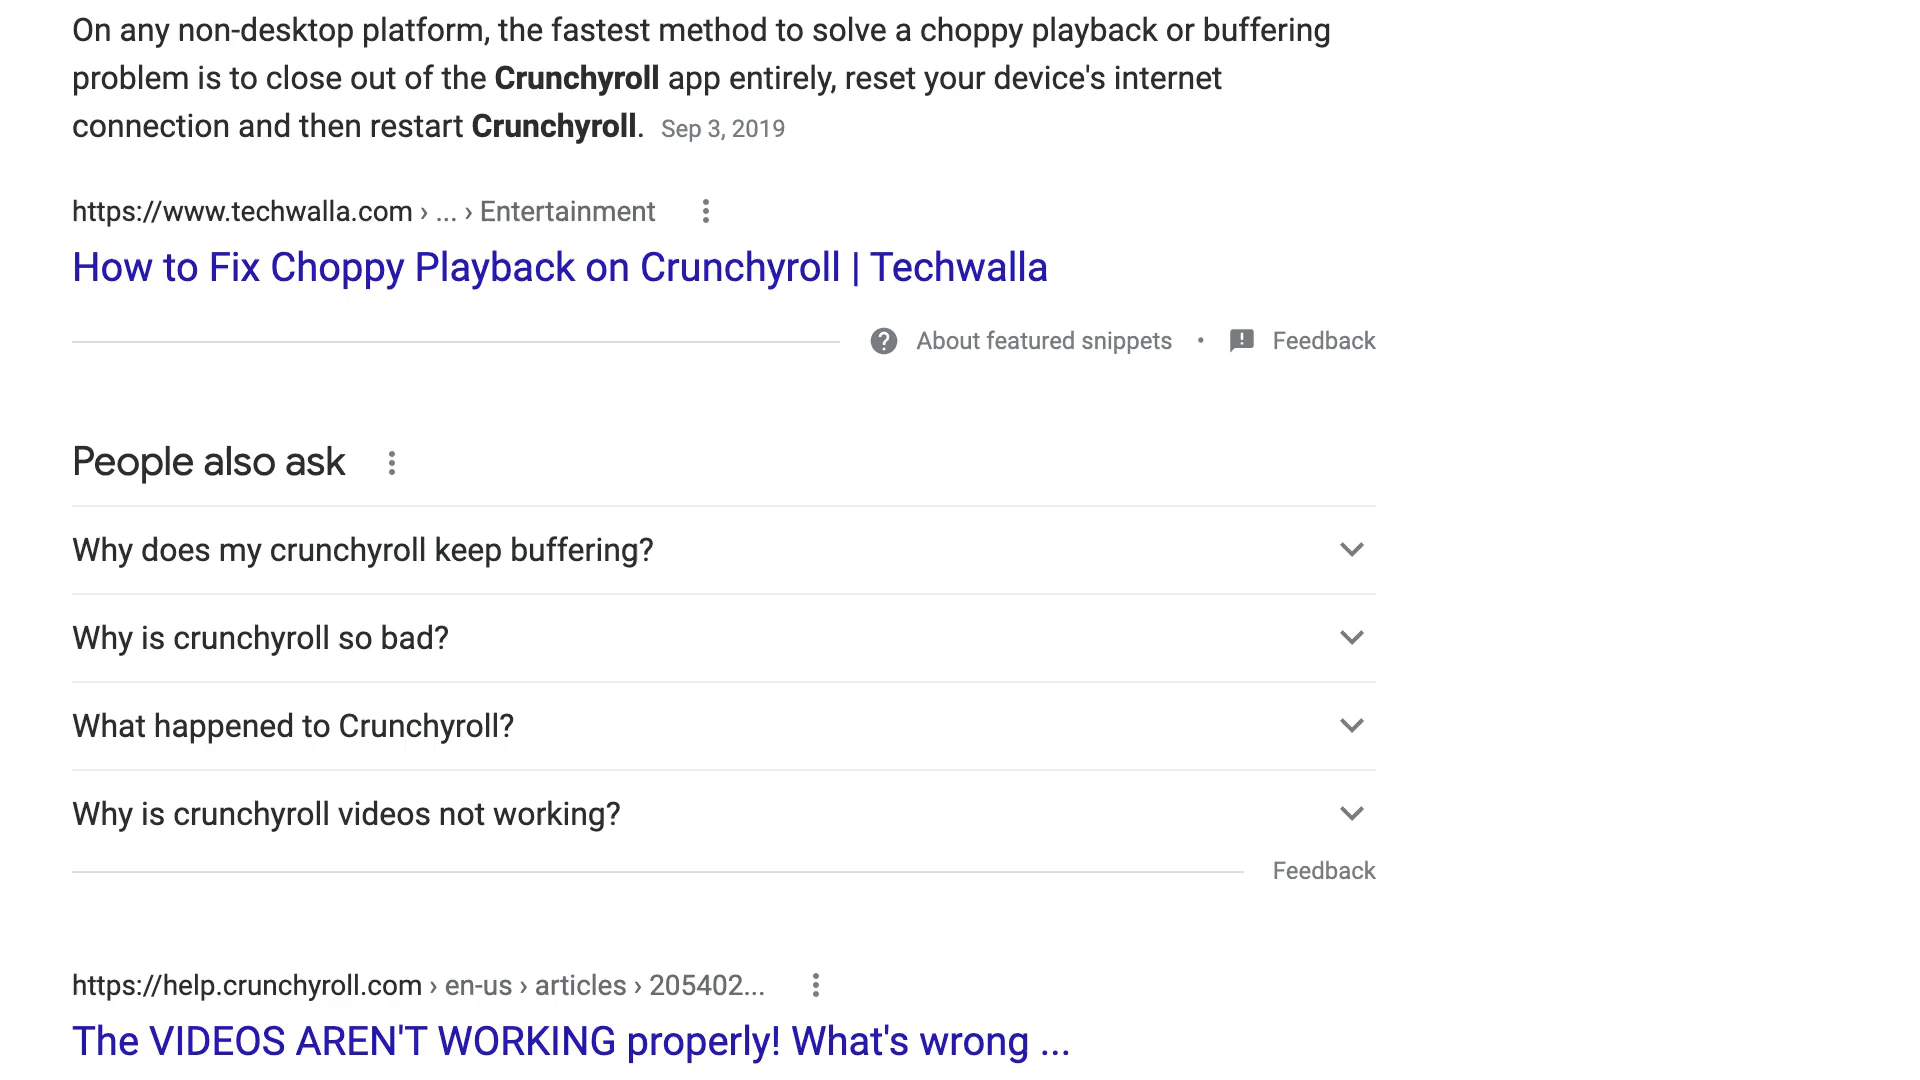 On any non-desktop platform, the fastest method to solve a choppy playback or buffering
problem is to close out of the Crunchyroll app entirely, reset your device's internet
connection and then restart Crunchyroll. Sep 3, 2019
https://www.techwalla.com › ... › Entertainment
How to Fix Choppy Playback on Crunchyroll | Techwalla
About featured snippets • Feedback
People also ask
Why does my crunchyroll keep buffering?
Why is crunchyroll so bad?
What happened to Crunchyroll?
Why is crunchyroll videos not working?
Feedback
https://help.crunchyroll.com › en-us › articles › 205402...
The VIDEOS AREN'T WORKING properly! What's wrong ...